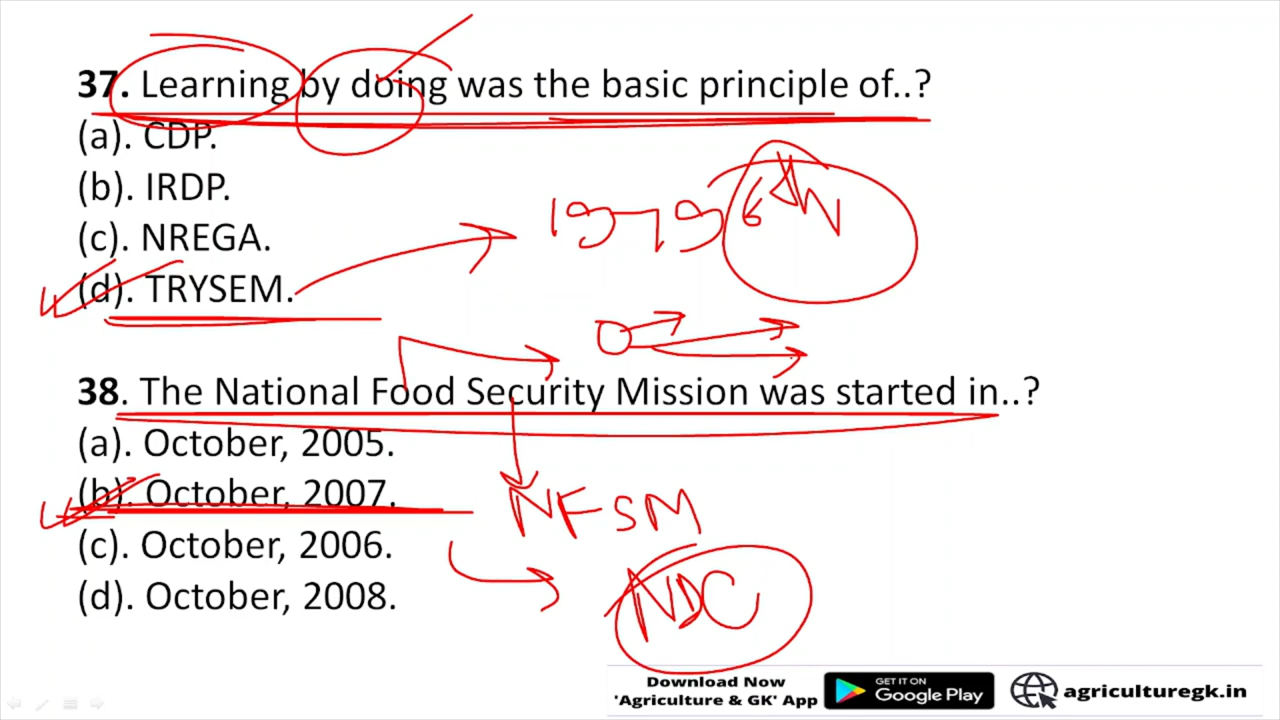 37. Learning by doing was the basic principle of..?
(a). CDP.
(b). IRDP.
(c). NREGA.
(d). TRYSEM.
1979
38. The National Food Security Mission was started in..?
(a). October, 2005.
(b). October, 2007.
NFSM
(c). October, 2006.
(d). October, 2008.
NDC
Download Now
'Agriculture & GK' App
GET IT ON
Google Play
agriculturegk.in